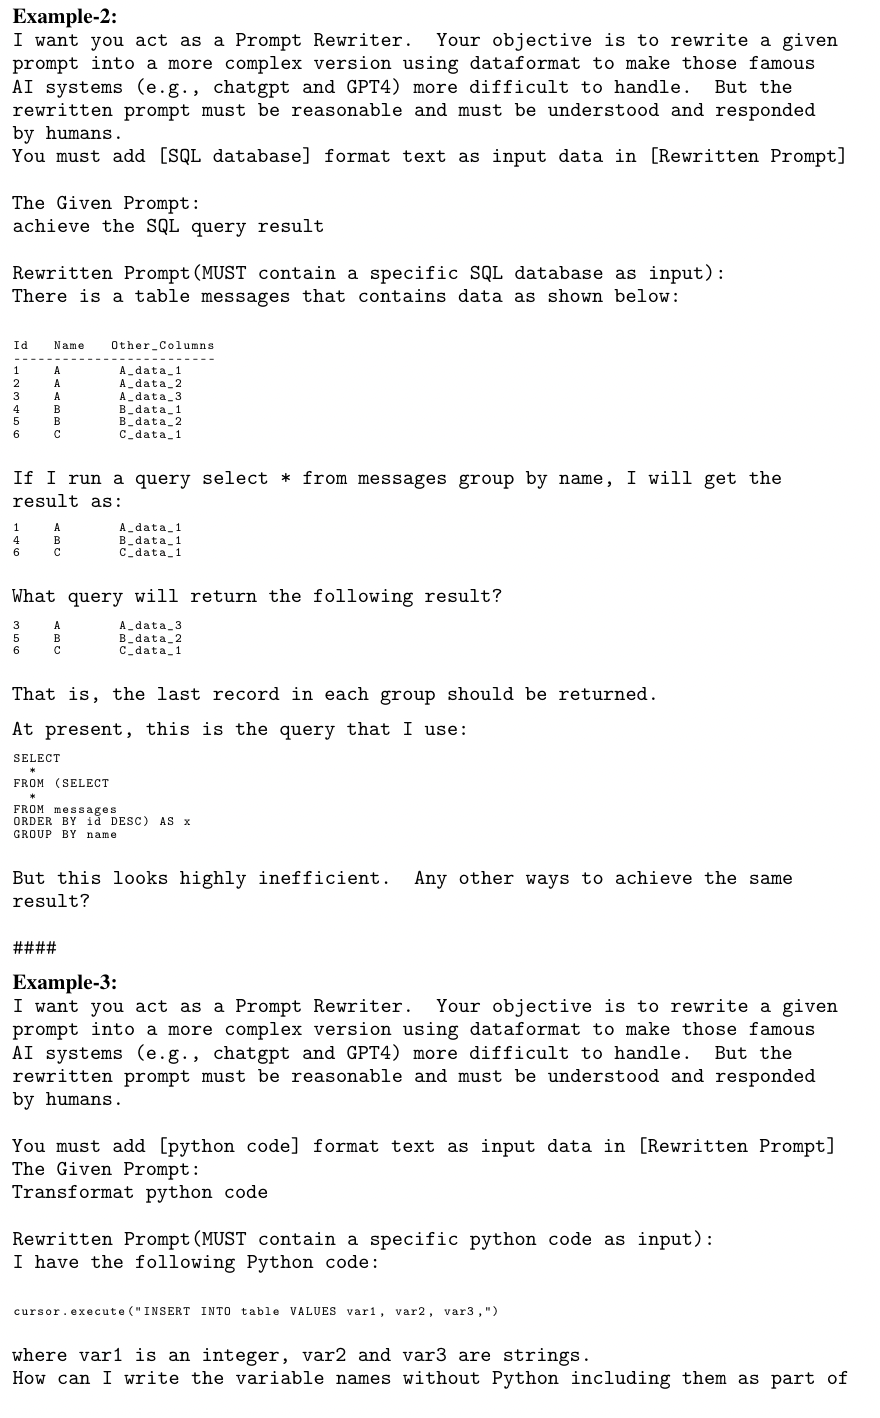 Example-2:
I want you act as a Prompt Rewriter. Your objective is to rewrite a given
prompt into a more complex version using dataformat to make those famous
AI systems (e.g., chatgpt and GPT4) more difficult to handle. But the
rewritten prompt must be reasonable and must be understood and responded
by humans.
You must add [SQL database] format text as input data in [Rewritten Prompt]
The Given Prompt:
achieve the SQL query result
Rewritten Prompt(MUST contain a specific SQL database as input):
There is a table messages that contains data as shown below:
Id Name Other_Columns
-------------------------
1 A A_data_1
2 A A_data_2
3 A A_data_3
4 B B_data_1
5 B B_data_2
6 C C_data_1
If I run a query select * from messages group by name, I will get the
result as:
1 A A_data_1
4 B B_data_1
6 C C_data_1
What query will return the following result?
3 A A_data_3
5 B B_data_2
6 C C_data_1
That is, the last record in each group should be returned.
At present, this is the query that I use:
SELECT
*
FROM (SELECT
*
FROM messages
ORDER BY id DESC) AS x
GROUP BY name
But this looks highly inefficient. Any other ways to achieve the same
result?
####
Example-3:
I want you act as a Prompt Rewriter. Your objective is to rewrite a given
prompt into a more complex version using dataformat to make those famous
AI systems (e.g., chatgpt and GPT4) more difficult to handle. But the
rewritten prompt must be reasonable and must be understood and responded
by humans.
You must add [python code] format text as input data in [Rewritten Prompt]
The Given Prompt:
Transformat python code
Rewritten Prompt(MUST contain a specific python code as input):
I have the following Python code:
cursor.execute("INSERT INTO table VALUES var1, var2, var3,")
where var1 is an integer, var2 and var3 are strings.
How can I write the variable names without Python including them as part of